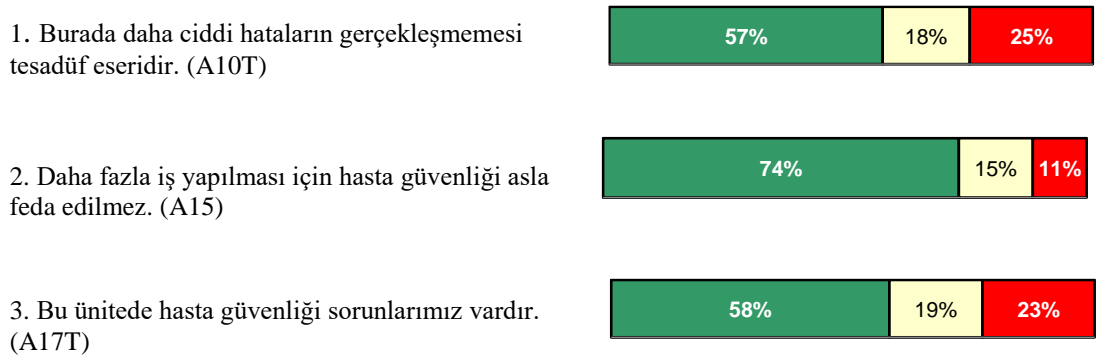 1. Burada daha ciddi hataların gerçekleşmemesi
tesadüf eseridir. (A10T)
57% 18% 25%
2. Daha fazla iş yapılması için hasta güvenliği asla
feda edilmez. (A15)
74% 15% 11%
3. Bu ünitede hasta güvenliği sorunlarımız vardır.
(A17T)
58% 19% 23%